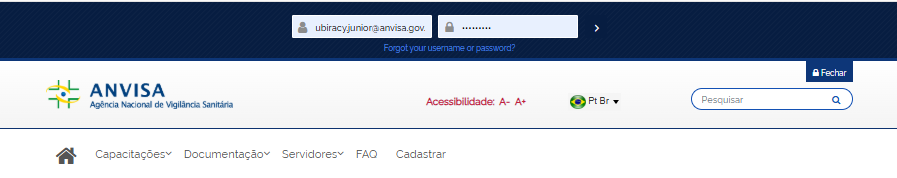 ubiracy.junior@anvisa.gov.
•••••••••
Forgot your username or password?
Fechar
ANVISA
Agência Nacional de Vigilância Sanitária
Acessibilidade: A- A+
Pt Br
Pesquisar
Capacitações Documentação Servidores FAQ Cadastrar